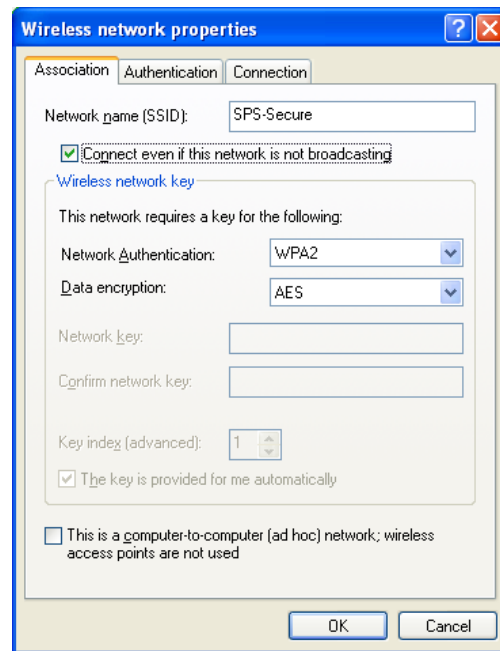 Wireless network properties
Association Authentication Connection
Network name (SSID): SPS-Secure
Connect even if this network is not broadcasting
Wireless network key
This network requires a key for the following:
Network Authentication: WPA2
Data encryption: AES
Network key:
Confirm network key:
Key index (advanced): 1
The key is provided for me automatically
This is a computer-to-computer (ad hoc) network; wireless
access points are not used
OK Cancel